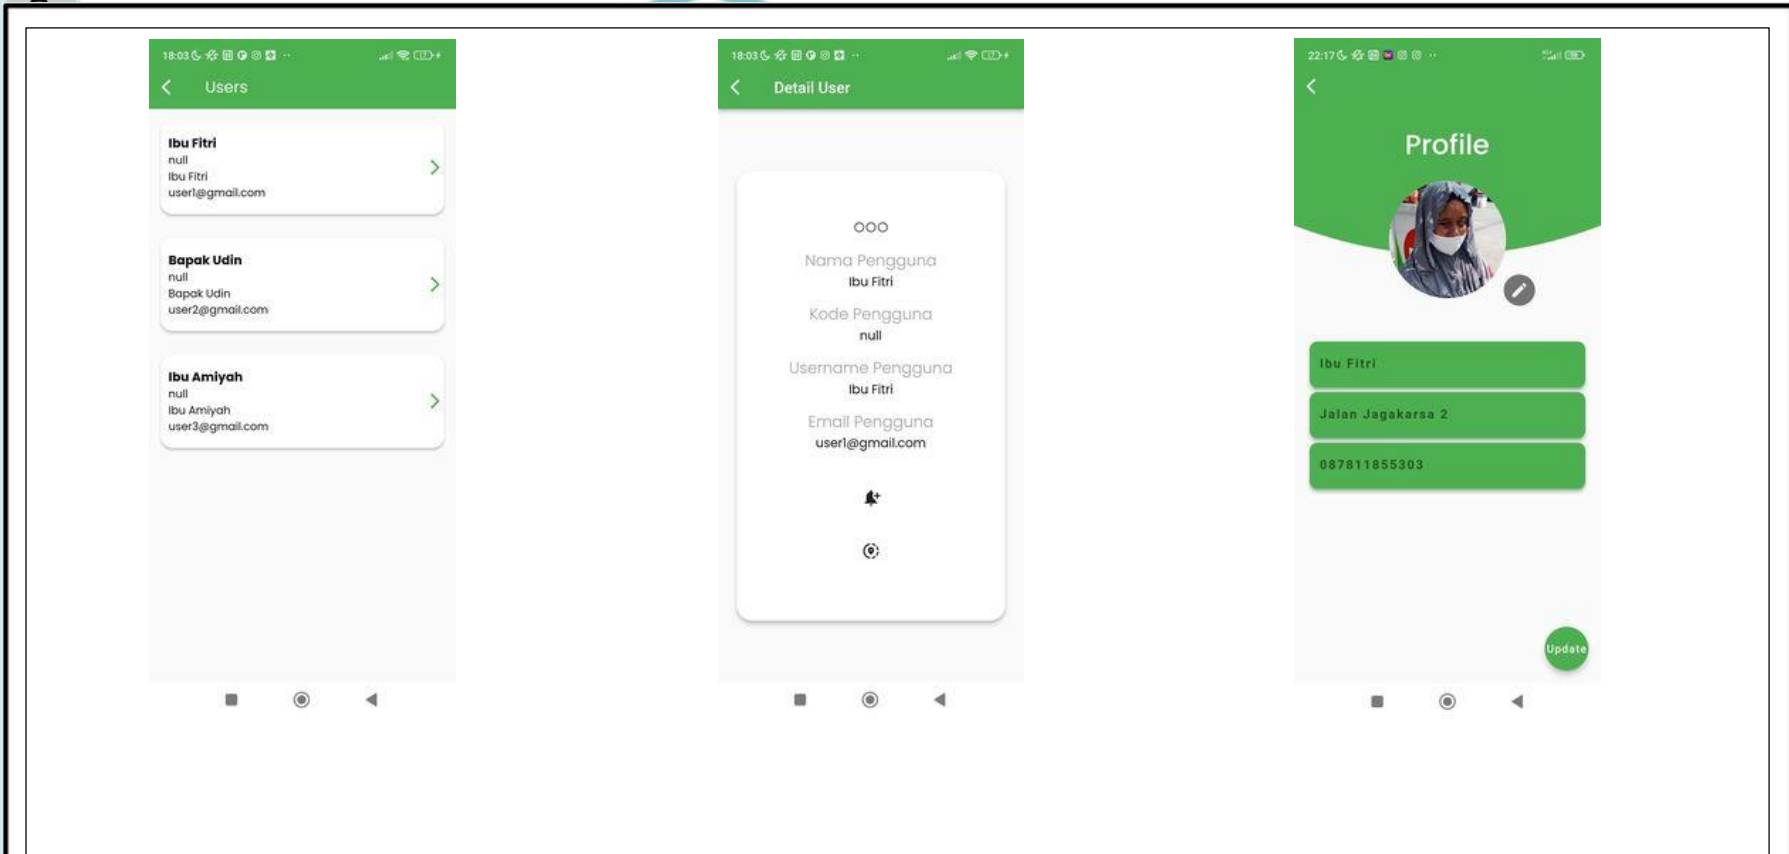 18:03
Users
Ibu Fitri
null
Ibu Fitri
user1@gmail.com
Bapak Udin
null
Bapak Udin
user2@gmail.com
Ibu Amiyah
null
Ibu Amiyah
user3@gmail.com
18:03
Detail User
Nama Pengguna
Ibu Fitri
Kode Pengguna
null
Username Pengguna
Ibu Fitri
Email Pengguna
user1@gmail.com
22:17
Profile
Ibu Fitri
Jalan Jagakarsa 2
087811855303
Update